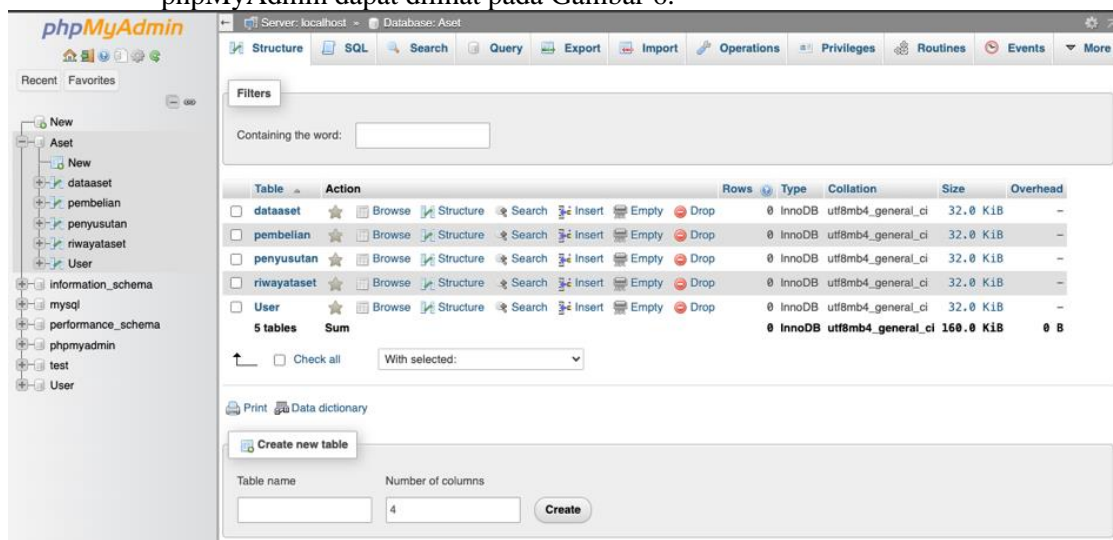 phpMyAdmin dapat dilihat pada Gambar 6.
phpMyAdmin
Recent Favorites
New
Aset
New
dataaset
pembelian
penyusutan
riwayataset
User
information_schema
mysql
performance_schema
phpmyadmin
test
User
Server: localhost » Database: Aset
Structure SQL Search Query Export Import Operations Privileges Routines Events More
Filters
Containing the word:
Table Action Rows Type Collation Size Overhead
dataaset Browse Structure Search Insert Empty Drop 0 InnoDB utf8mb4_general_ci 32.0 KiB –
pembelian Browse Structure Search Insert Empty Drop 0 InnoDB utf8mb4_general_ci 32.0 KiB –
penyusutan Browse Structure Search Insert Empty Drop 0 InnoDB utf8mb4_general_ci 32.0 KiB –
riwayataset Browse Structure Search Insert Empty Drop 0 InnoDB utf8mb4_general_ci 32.0 KiB –
User Browse Structure Search Insert Empty Drop 0 InnoDB utf8mb4_general_ci 32.0 KiB –
5 tables Sum 0 InnoDB utf8mb4_general_ci 160.0 KiB 0 B
Check all With selected:
Print Data dictionary
Create new table
Table name Number of columns
4 Create